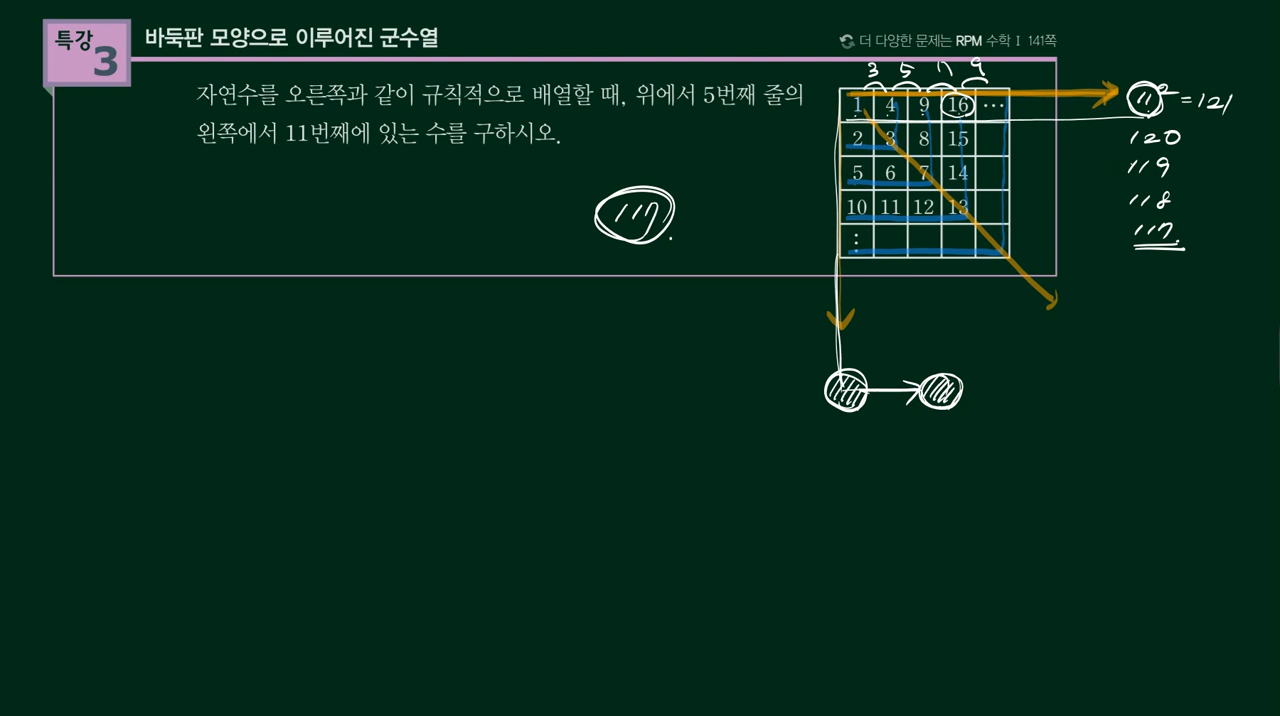 특강 3
바둑판 모양으로 이루어진 군수열
더 다양한 문제는 RPM 수학 Ⅰ 141쪽
자연수를 오른쪽과 같이 규칙적으로 배열할 때, 위에서 5번째 줄의
왼쪽에서 11번째에 있는 수를 구하시오.
117.
3 5 7 9
1 4 9 16 ⋯
2 3 8 15
5 6 7 14
10 11 12 13
⋮
11² = 121
120
119
118
117.